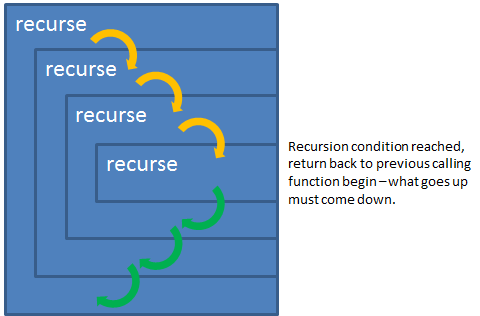 recurse
recurse
recurse
recurse
Recursion condition reached,
return back to previous calling
function begin – what goes up
must come down.